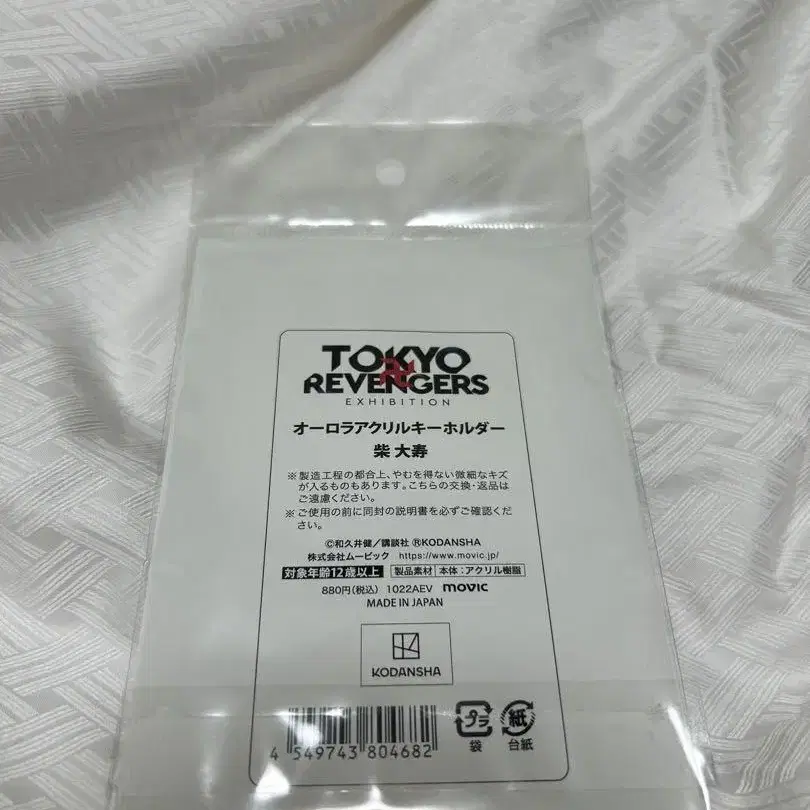 TOKYO
REVENGERS
EXHIBITION
オーロラアクリルキーホルダー
柴 大寿
※製造工程の都合上、やむを得ない微細なキズ
が入るものもあります。こちらの交換・返品は
ご遠慮ください。
※ご使用の前に同封の説明書を必ずご確認くだ
さい。
©和久井健／講談社 ®KODANSHA
株式会社ムービック https://www.movic.jp/
対象年齢12歳以上 製品素材 本体：アクリル樹脂
880円(税込) 1022AEV movic
MADE IN JAPAN
KODANSHA
4 549743 804682
プラ 紙
袋 台紙